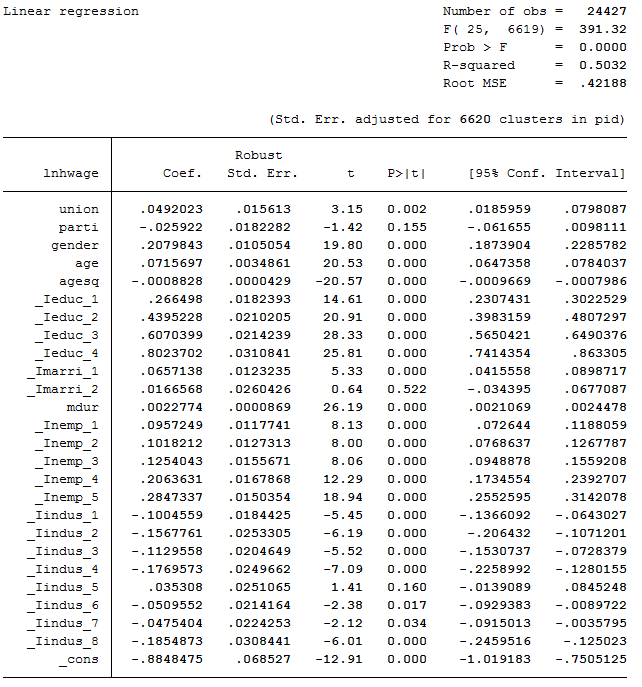 Linear regression Number of obs = 24427
F( 25, 6619) = 391.32
Prob > F = 0.0000
R-squared = 0.5032
Root MSE = .42188
(Std. Err. adjusted for 6620 clusters in pid)
Robust
lnhwage Coef. Std. Err. t P>|t| [95% Conf. Interval]
union .0492023 .015613 3.15 0.002 .0185959 .0798087
parti -.025922 .0182282 -1.42 0.155 -.061655 .0098111
gender .2079843 .0105054 19.80 0.000 .1873904 .2285782
age .0715697 .0034861 20.53 0.000 .0647358 .0784037
agesq -.0008828 .0000429 -20.57 0.000 -.0009669 -.0007986
_Ieduc_1 .266498 .0182393 14.61 0.000 .2307431 .3022529
_Ieduc_2 .4395228 .0210205 20.91 0.000 .3983159 .4807297
_Ieduc_3 .6070399 .0214239 28.33 0.000 .5650421 .6490376
_Ieduc_4 .8023702 .0310841 25.81 0.000 .7414354 .863305
_Imarri_1 .0657138 .0123235 5.33 0.000 .0415558 .0898717
_Imarri_2 .0166568 .0260426 0.64 0.522 -.034395 .0677087
mdur .0022774 .0000869 26.19 0.000 .0021069 .0024478
_Inemp_1 .0957249 .0117741 8.13 0.000 .072644 .1188059
_Inemp_2 .1018212 .0127313 8.00 0.000 .0768637 .1267787
_Inemp_3 .1254043 .0155671 8.06 0.000 .0948878 .1559208
_Inemp_4 .2063631 .0167868 12.29 0.000 .1734554 .2392707
_Inemp_5 .2847337 .0150354 18.94 0.000 .2552595 .3142078
_Iindus_1 -.1004559 .0184425 -5.45 0.000 -.1366092 -.0643027
_Iindus_2 -.1567761 .0253305 -6.19 0.000 -.206432 -.1071201
_Iindus_3 -.1129558 .0204649 -5.52 0.000 -.1530737 -.0728379
_Iindus_4 -.1769573 .0249662 -7.09 0.000 -.2258992 -.1280155
_Iindus_5 .035308 .0251065 1.41 0.160 -.0139089 .0845248
_Iindus_6 -.0509552 .0214164 -2.38 0.017 -.0929383 -.0089722
_Iindus_7 -.0475404 .0224253 -2.12 0.034 -.0915013 -.0035795
_Iindus_8 -.1854873 .0308441 -6.01 0.000 -.2459516 -.125023
_cons -.8848475 .068527 -12.91 0.000 -1.019183 -.7505125